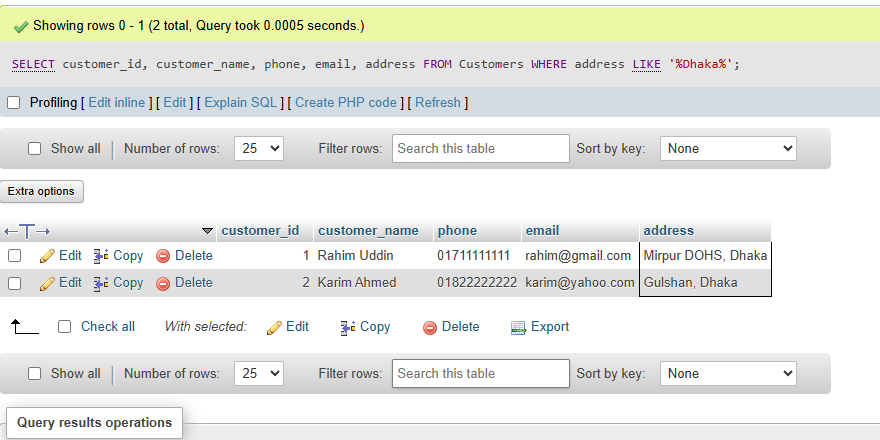 Showing rows 0 - 1 (2 total, Query took 0.0005 seconds.)
SELECT customer_id, customer_name, phone, email, address FROM Customers WHERE address LIKE '%Dhaka%';
Profiling [ Edit inline ] [ Edit ] [ Explain SQL ] [ Create PHP code ] [ Refresh ]
Show all Number of rows: 25 Filter rows: Search this table Sort by key: None
Extra options
customer_id customer_name phone email address
Edit Copy Delete 1 Rahim Uddin 01711111111 rahim@gmail.com Mirpur DOHS, Dhaka
Edit Copy Delete 2 Karim Ahmed 01822222222 karim@yahoo.com Gulshan, Dhaka
Check all With selected: Edit Copy Delete Export
Show all Number of rows: 25 Filter rows: Search this table Sort by key: None
Query results operations